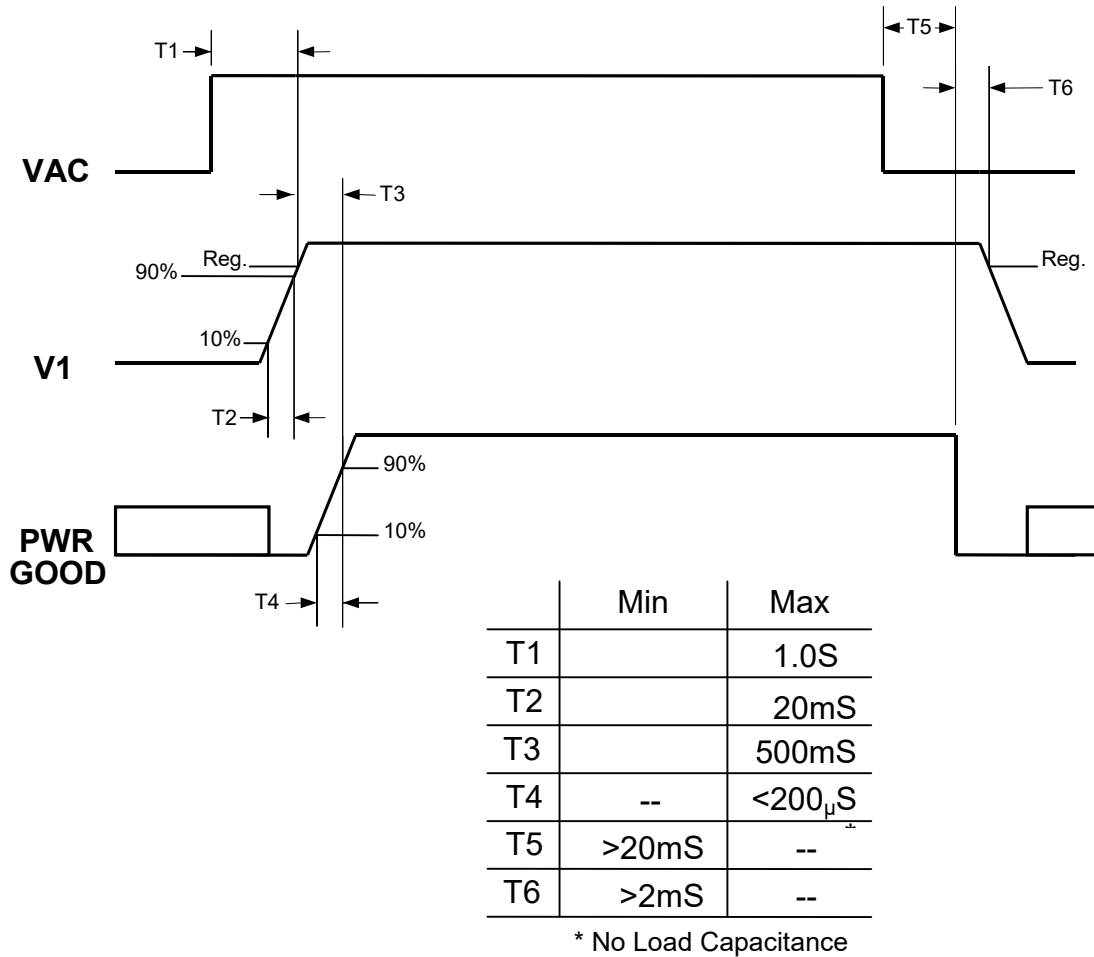 T5
T1
T6
VAC
T3
Reg.
Reg.
90%
10%
V1
T2
90%
10%
PWR
GOOD
T4
Min Max
T1 1.0S
T2 20mS
T3 500mS
T4 -- <200µS
*
T5 >20mS --
T6 >2mS --
* No Load Capacitance